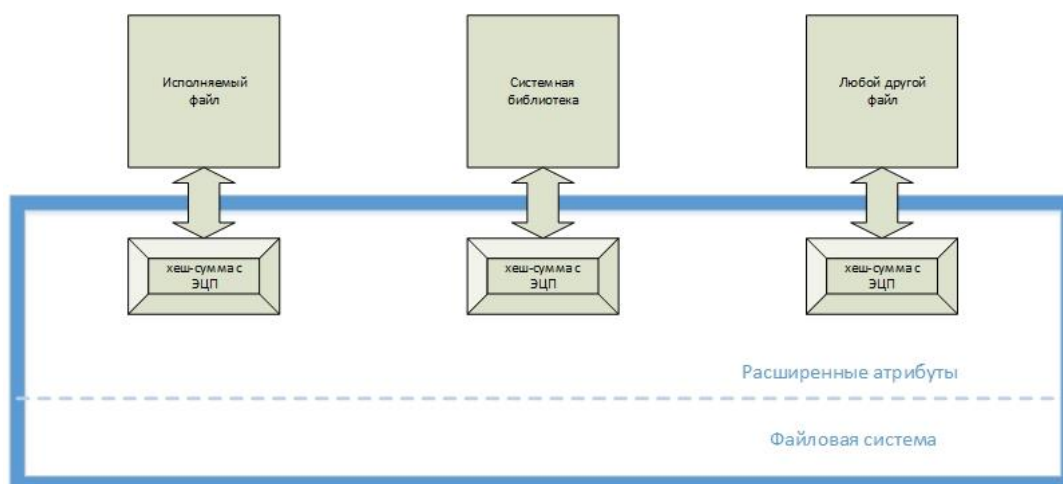 Исполняемый
файл
Системная
библиотека
Любой другой
файл
хеш-сумма с
ЭЦП
хеш-сумма с
ЭЦП
хеш-сумма с
ЭЦП
Расширенные атрибуты
Файловая система